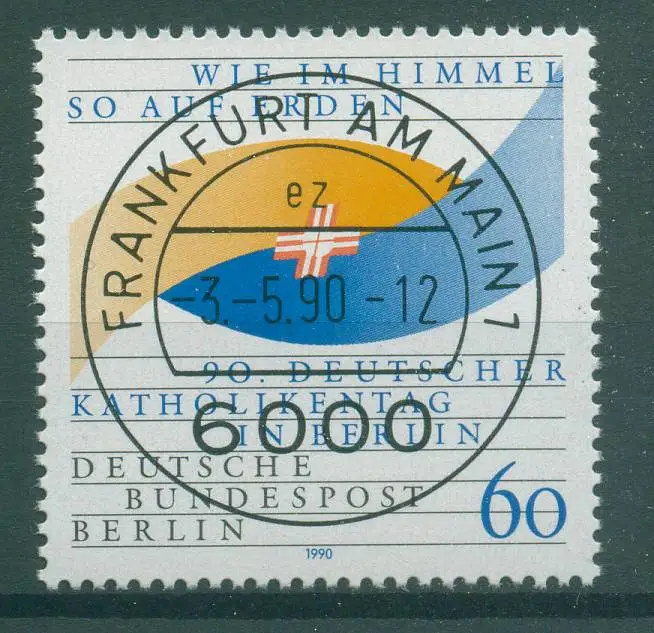 WIE IM HIMMEL
SO AUF ERDEN
FRANKFURT AM MAIN 1
ez
-3.-5.90-12
6000
90. DEUTSCHER
KATHOLIKENTAG
IN BERLIN
DEUTSCHE
BUNDESPOST
BERLIN
60
1990